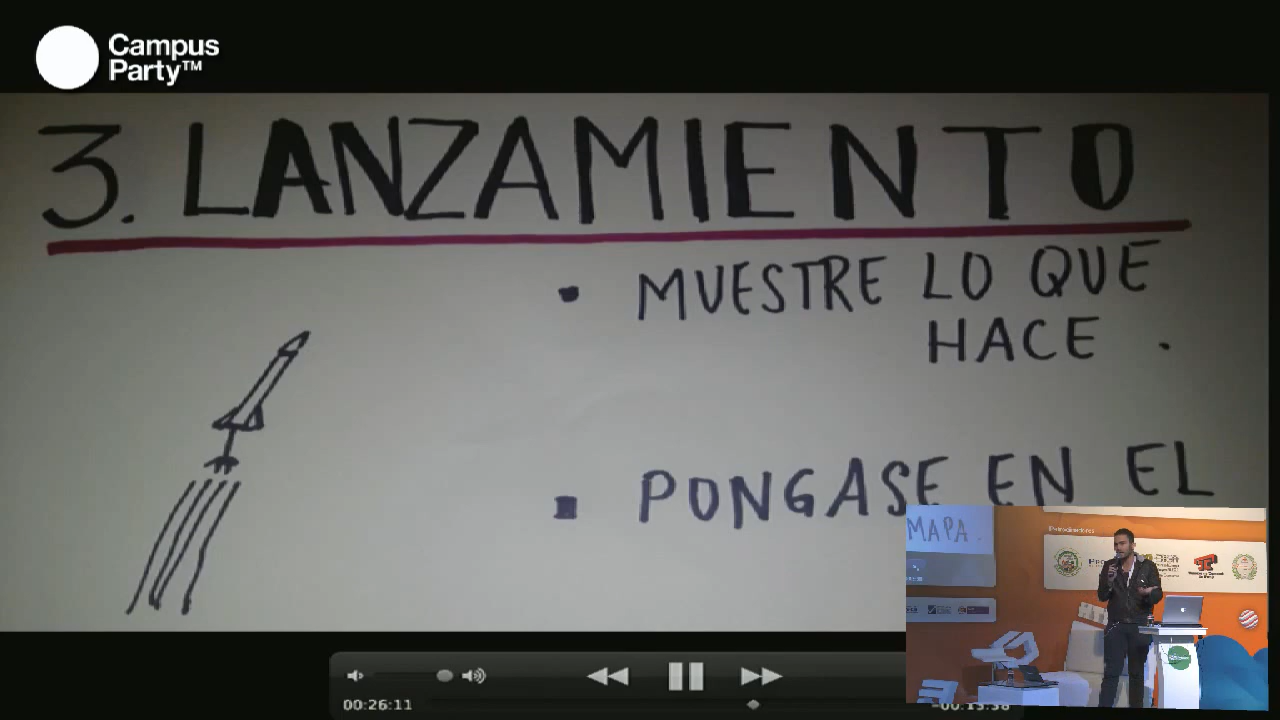 Campus
Party™
3. LANZAMIENTO
• MUESTRE LO QUE
HACE .
▪ PONGASE EN EL
MAPA.
00:26:11